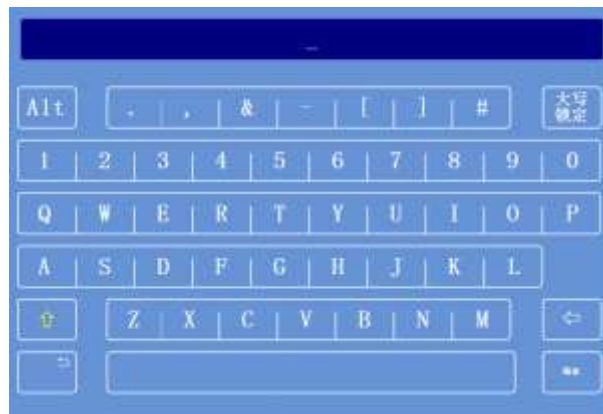 _
Alt . , & - [ ] # 大写
锁定
1 2 3 4 5 6 7 8 9 0
Q W E R T Y U I O P
A S D F G H J K L
⇧ Z X C V B N M ⇦